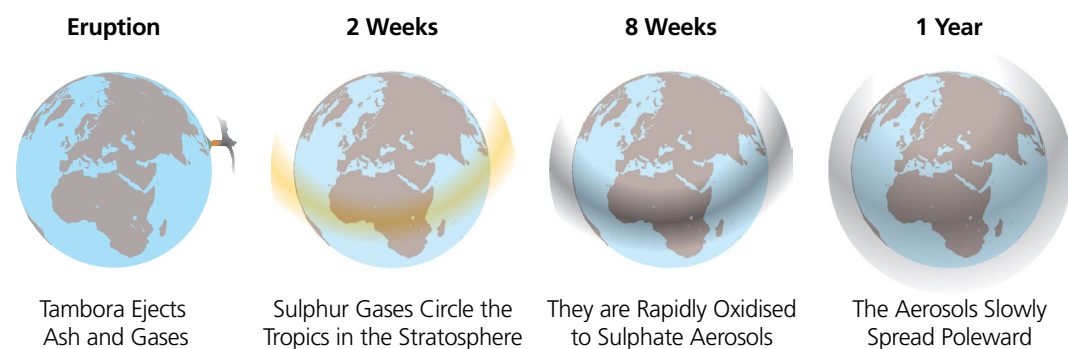 Eruption
Tambora Ejects
Ash and Gases
2 Weeks
Sulphur Gases Circle the
Tropics in the Stratosphere
8 Weeks
They are Rapidly Oxidised
to Sulphate Aerosols
1 Year
The Aerosols Slowly
Spread Poleward